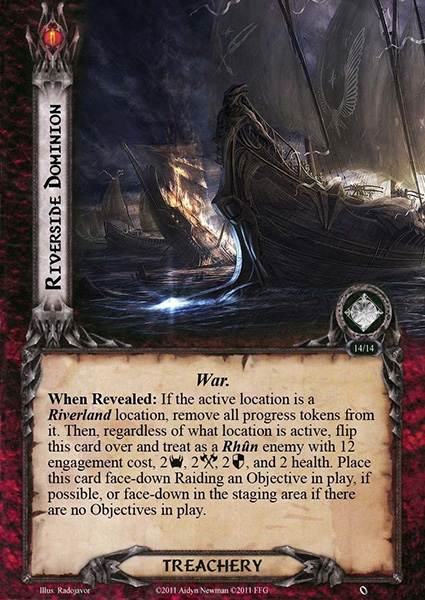 RIVERSIDE DOMINION
14/14
War.
When Revealed: If the active location is a
Riverland location, remove all progress tokens from
it. Then, regardless of what location is active, flip
this card over and treat as a Rhûn enemy with 12
engagement cost, 2, 2, 2, and 2 health. Place
this card face-down Raiding an Objective in play, if
possible, or face-down in the staging area if there
are no Objectives in play.
TREACHERY
Illus. Radojavor ©2011 Aidyn Newman ©2011 FFG